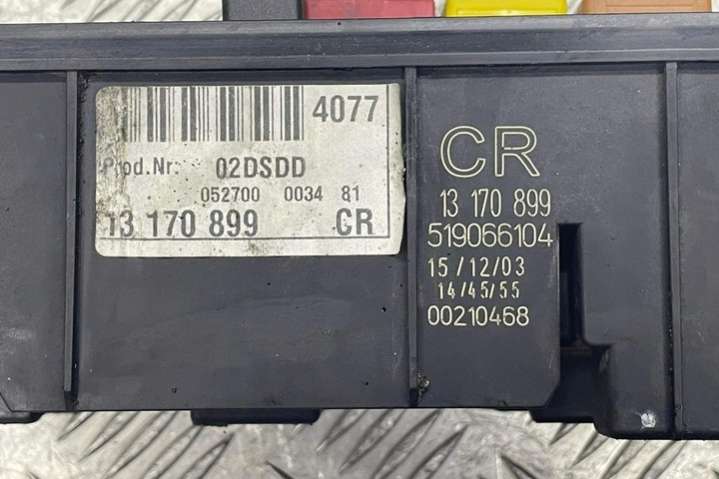 4077
Prod.Nr: 02DSDD
052700 0034 81
13 170 899 CR
CR
13 170 899
519066104
15/12/03
14/45/55
00210468